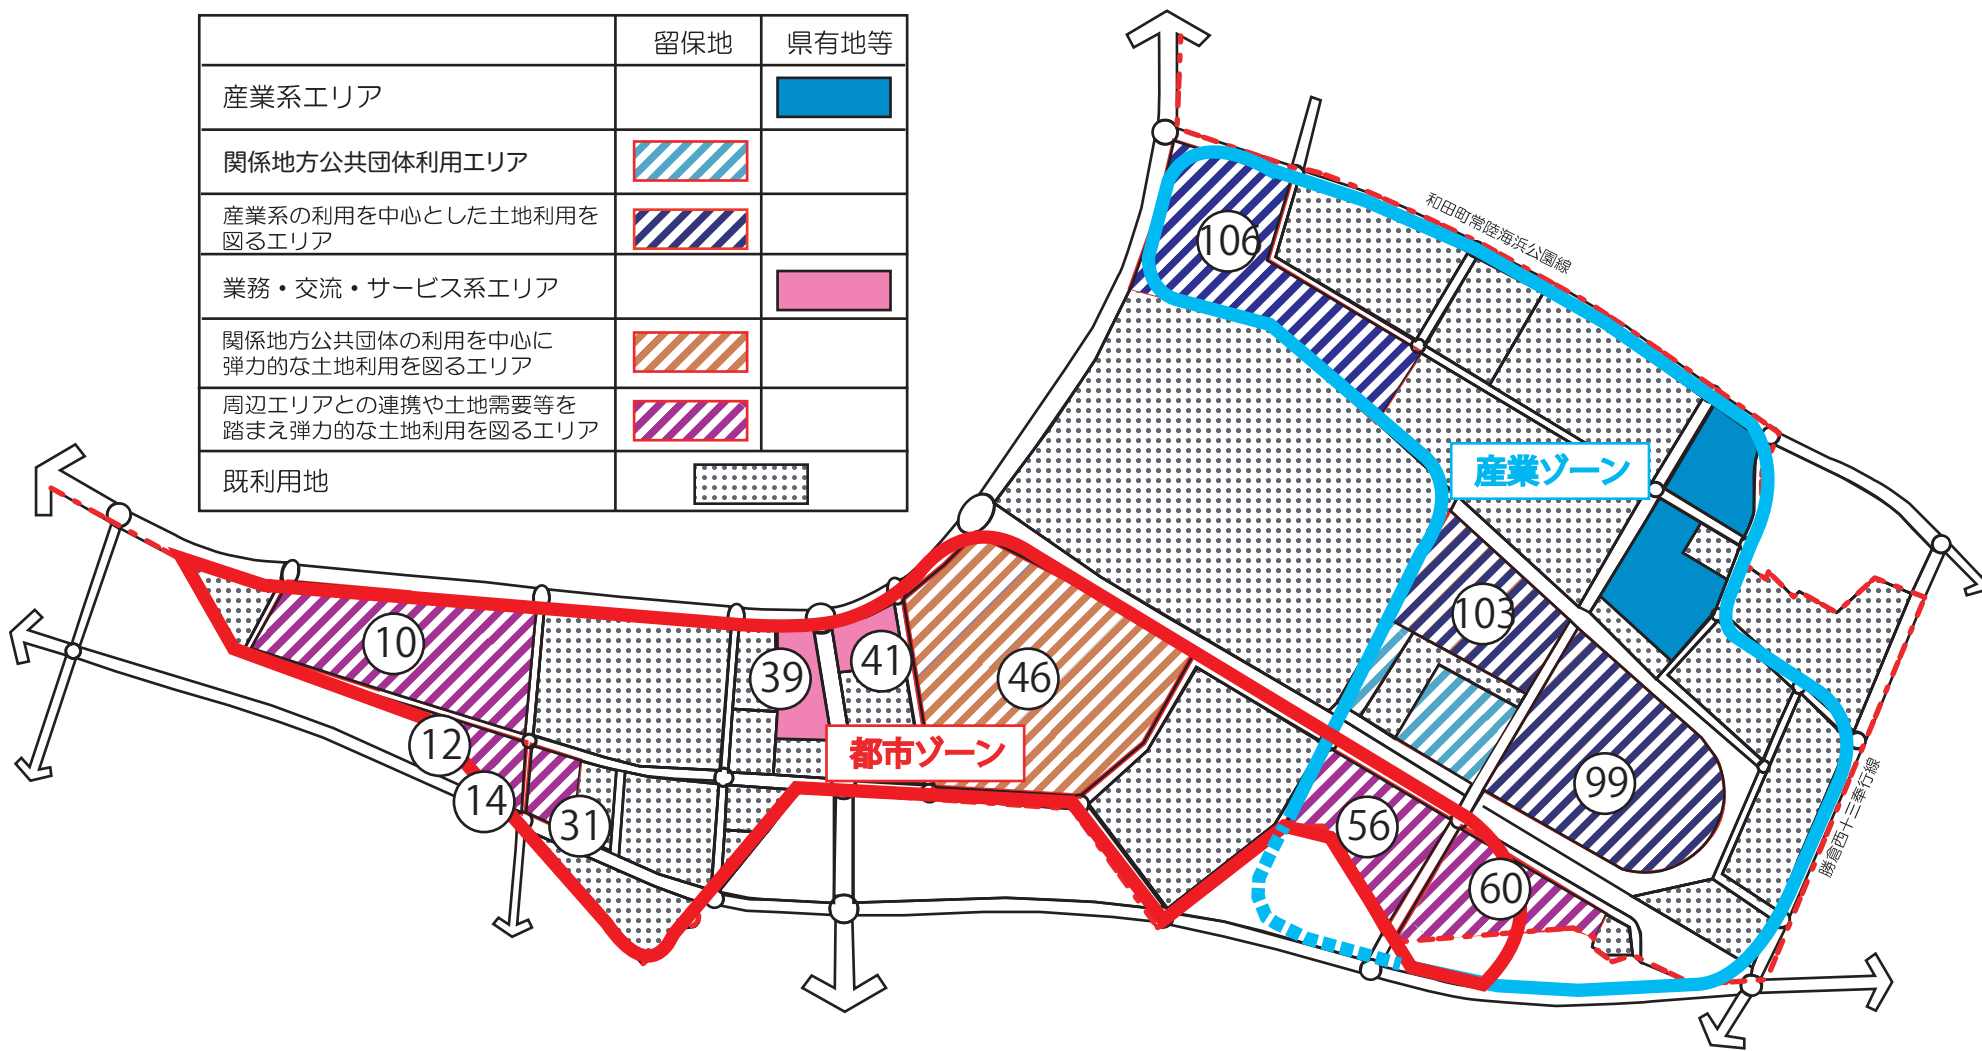 留保地 県有地等
産業系エリア
関係地方公共団体利用エリア
産業系の利用を中心とした土地利用を
図るエリア
業務・交流・サービス系エリア
関係地方公共団体の利用を中心に
弾力的な土地利用を図るエリア
周辺エリアとの連携や土地需要等を
踏まえ弾力的な土地利用を図るエリア
既利用地
和田町常陸海浜公園線
106
産業ゾーン
103
10
39
41
46
12
都市ゾーン
14
31
56
99
60
勝倉西十三奉行線